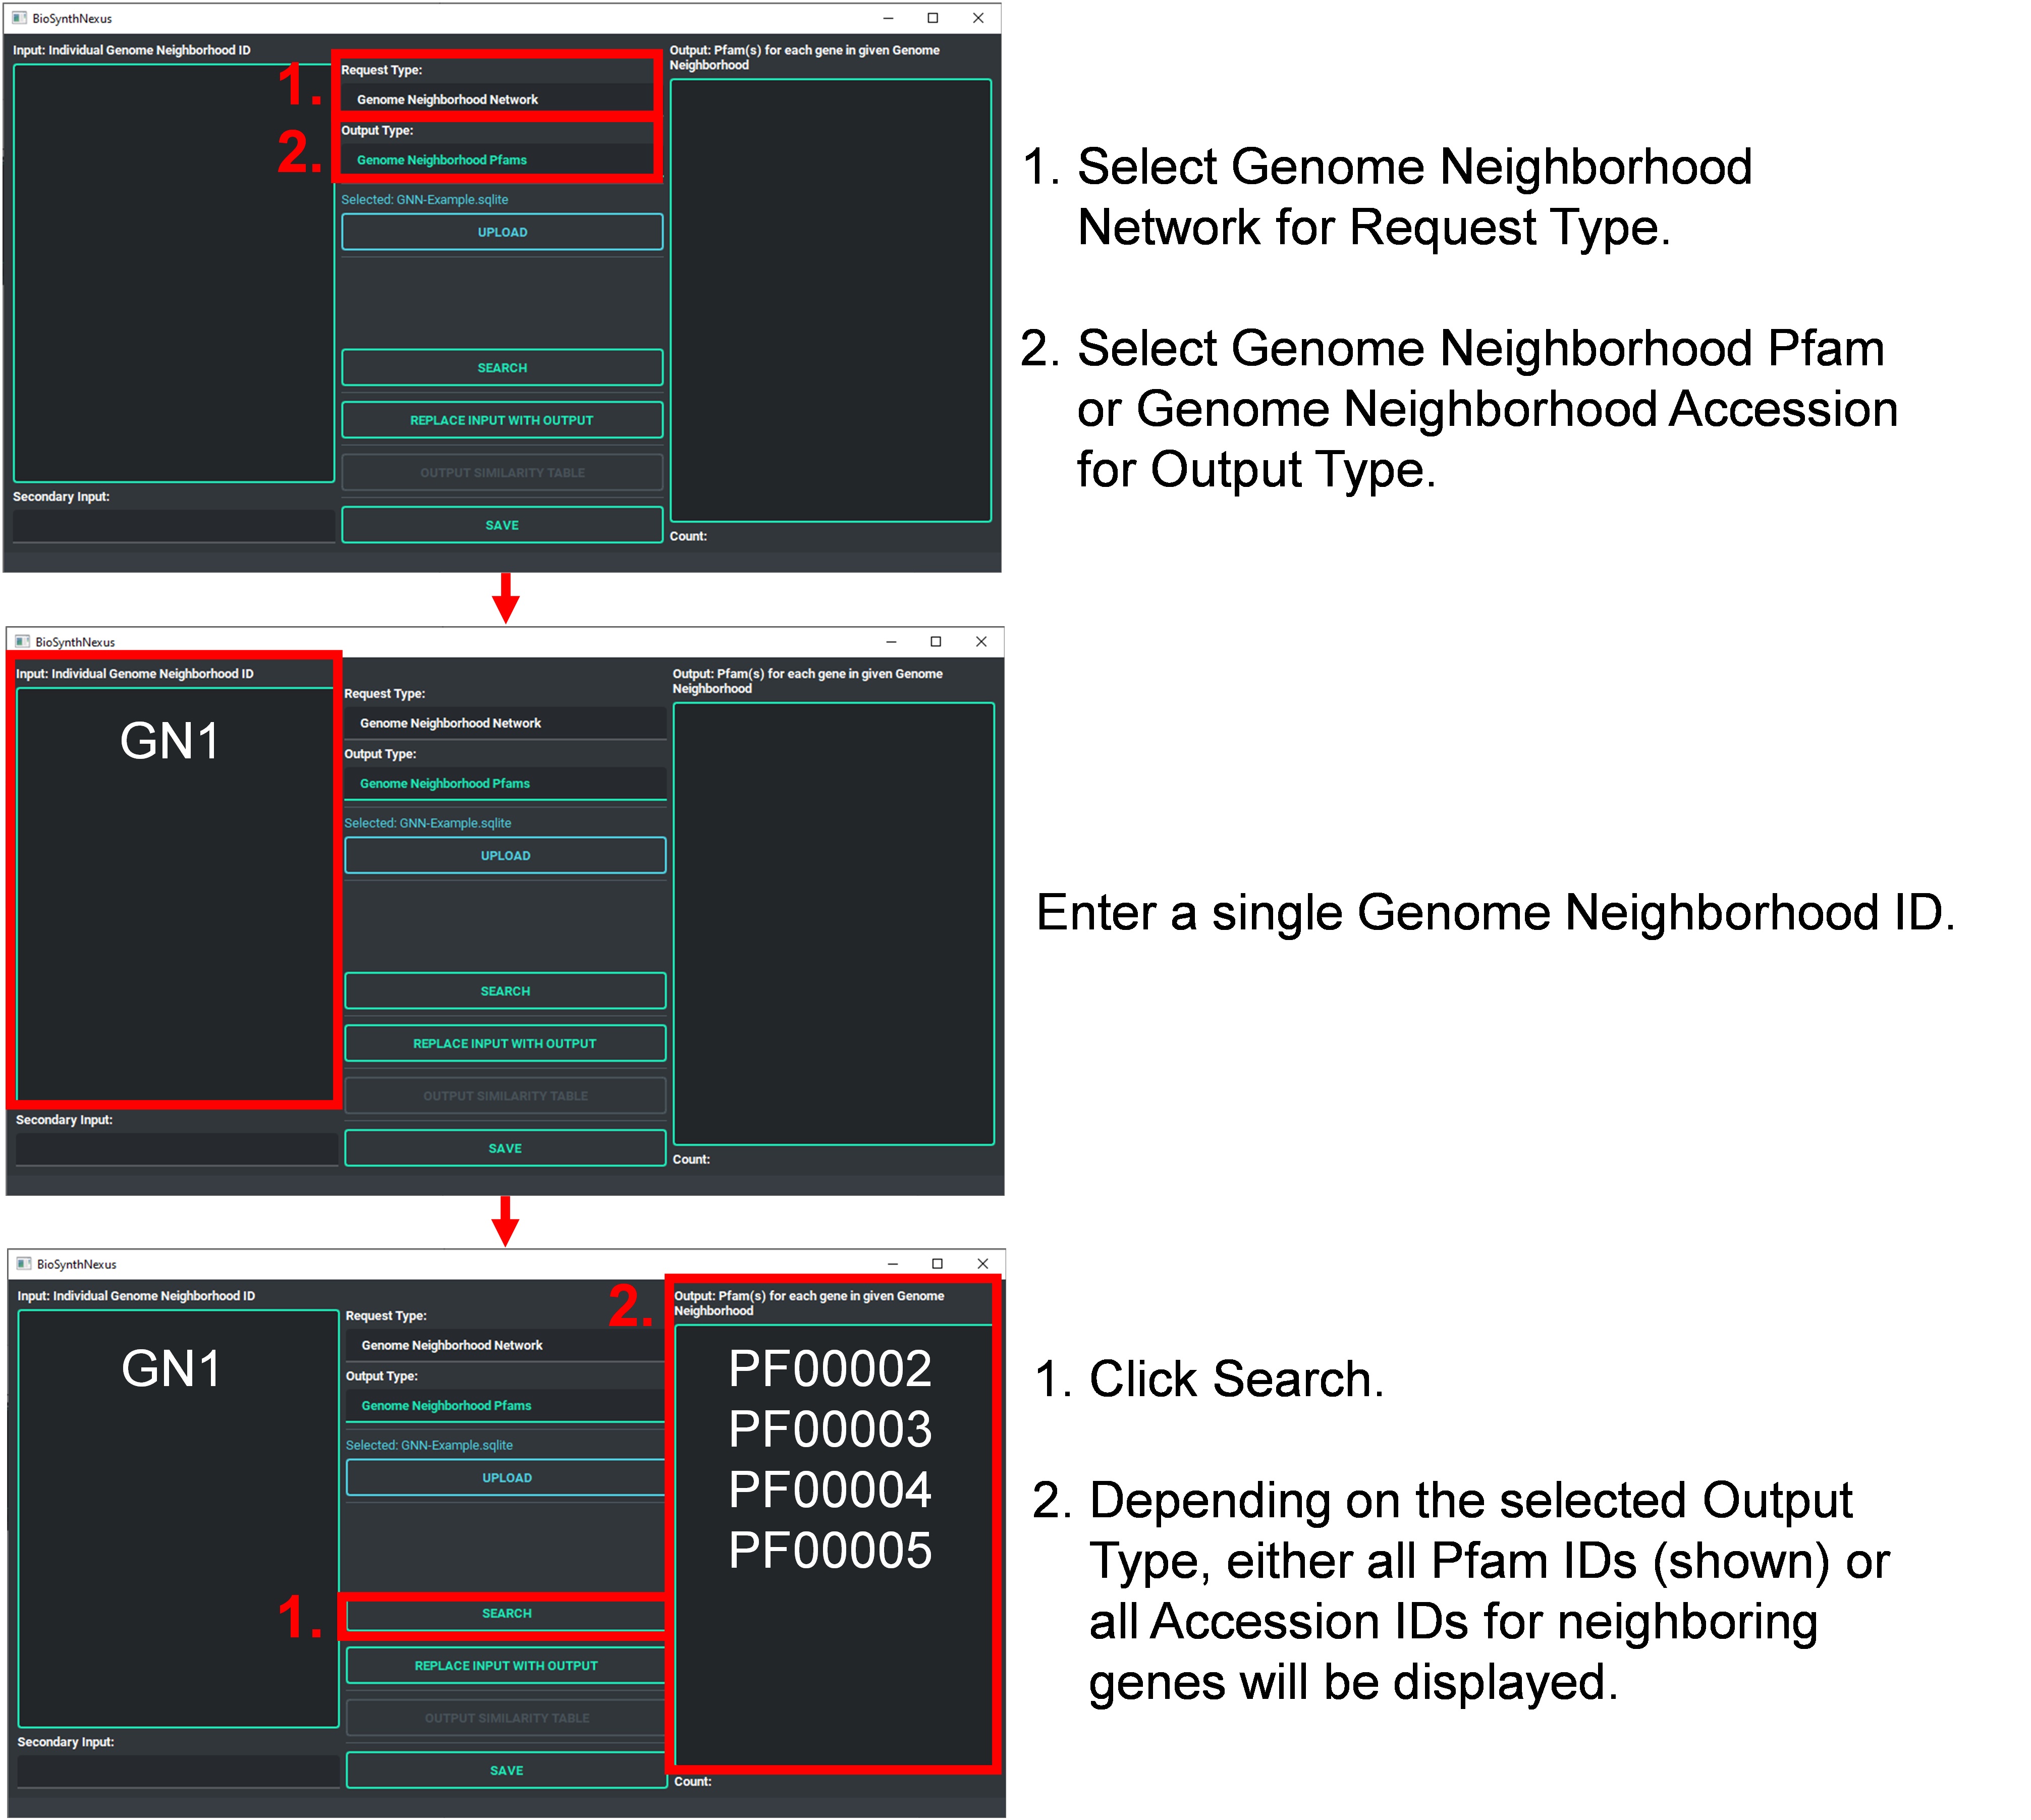 BioSynthNexus
Input: Individual Genome Neighborhood ID
1.
Request Type:
Genome Neighborhood Network
2.
Output Type:
Genome Neighborhood Pfams
Selected: GNN-Example.sqlite
UPLOAD
SEARCH
REPLACE INPUT WITH OUTPUT
OUTPUT SIMILARITY TABLE
SAVE
Secondary Input:
Output: Pfam(s) for each gene in given Genome
Neighborhood
Count:
1. Select Genome Neighborhood
Network for Request Type.
2. Select Genome Neighborhood Pfam
or Genome Neighborhood Accession
for Output Type.
BioSynthNexus
Input: Individual Genome Neighborhood ID
GN1
Secondary Input:
Request Type:
Genome Neighborhood Network
Output Type:
Genome Neighborhood Pfams
Selected: GNN-Example.sqlite
UPLOAD
SEARCH
REPLACE INPUT WITH OUTPUT
OUTPUT SIMILARITY TABLE
SAVE
Output: Pfam(s) for each gene in given Genome
Neighborhood
Count:
Enter a single Genome Neighborhood ID.
BioSynthNexus
Input: Individual Genome Neighborhood ID
GN1
Secondary Input:
Request Type:
Genome Neighborhood Network
Output Type:
Genome Neighborhood Pfams
Selected: GNN-Example.sqlite
UPLOAD
1.
SEARCH
REPLACE INPUT WITH OUTPUT
OUTPUT SIMILARITY TABLE
SAVE
2.
Output: Pfam(s) for each gene in given Genome
Neighborhood
PF00002
PF00003
PF00004
PF00005
Count:
1. Click Search.
2. Depending on the selected Output
Type, either all Pfam IDs (shown) or
all Accession IDs for neighboring
genes will be displayed.